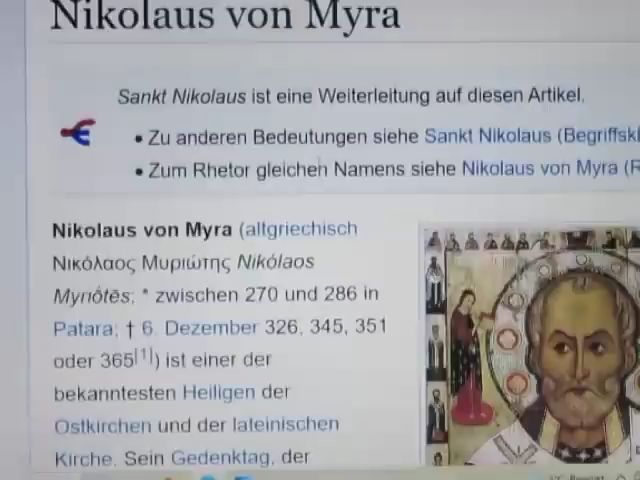 Nikolaus von Myra
Sankt Nikolaus ist eine Weiterleitung auf diesen Artikel.
• Zu anderen Bedeutungen siehe Sankt Nikolaus (Begriffskl
• Zum Rhetor gleichen Namens siehe Nikolaus von Myra (R
Nikolaus von Myra (altgriechisch
Νικόλαος Μυριώτης Nikólaos
Myriṓtēs; * zwischen 270 und 286 in
Patara; † 6. Dezember 326, 345, 351
oder 365[1]) ist einer der
bekanntesten Heiligen der
Ostkirchen und der lateinischen
Kirche. Sein Gedenktag, der